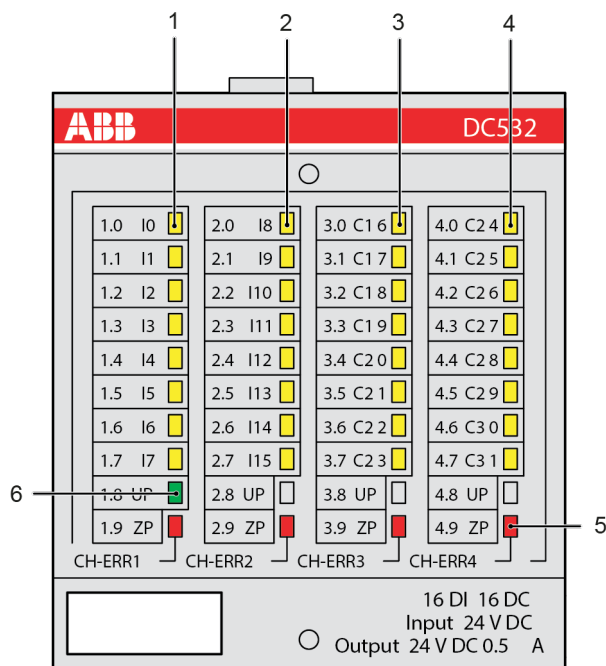 1 2 3 4
ABB DC532
1.0 I0 2.0 I8 3.0 C16 4.0 C24
1.1 I1 2.1 I9 3.1 C17 4.1 C25
1.2 I2 2.2 I10 3.2 C18 4.2 C26
1.3 I3 2.3 I11 3.3 C19 4.3 C27
1.4 I4 2.4 I12 3.4 C20 4.4 C28
1.5 I5 2.5 I13 3.5 C21 4.5 C29
1.6 I6 2.6 I14 3.6 C22 4.6 C30
1.7 I7 2.7 I15 3.7 C23 4.7 C31
6 1.8 UP 2.8 UP 3.8 UP 4.8 UP
1.9 ZP 2.9 ZP 3.9 ZP 4.9 ZP 5
CH-ERR1 CH-ERR2 CH-ERR3 CH-ERR4
16 DI 16 DC
Input 24 V DC
Output 24 V DC 0.5 A